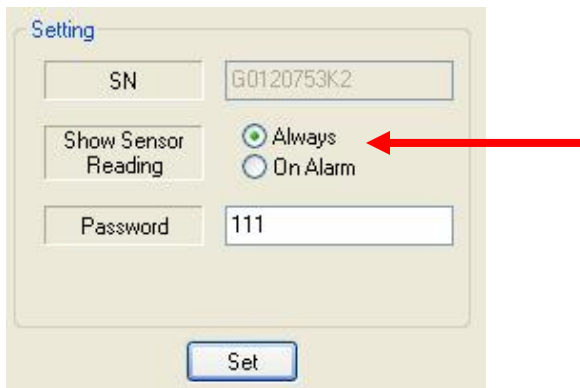 Setting
SN
G0120753K2
Show Sensor
Reading
Always
On Alarm
Password
111
Set